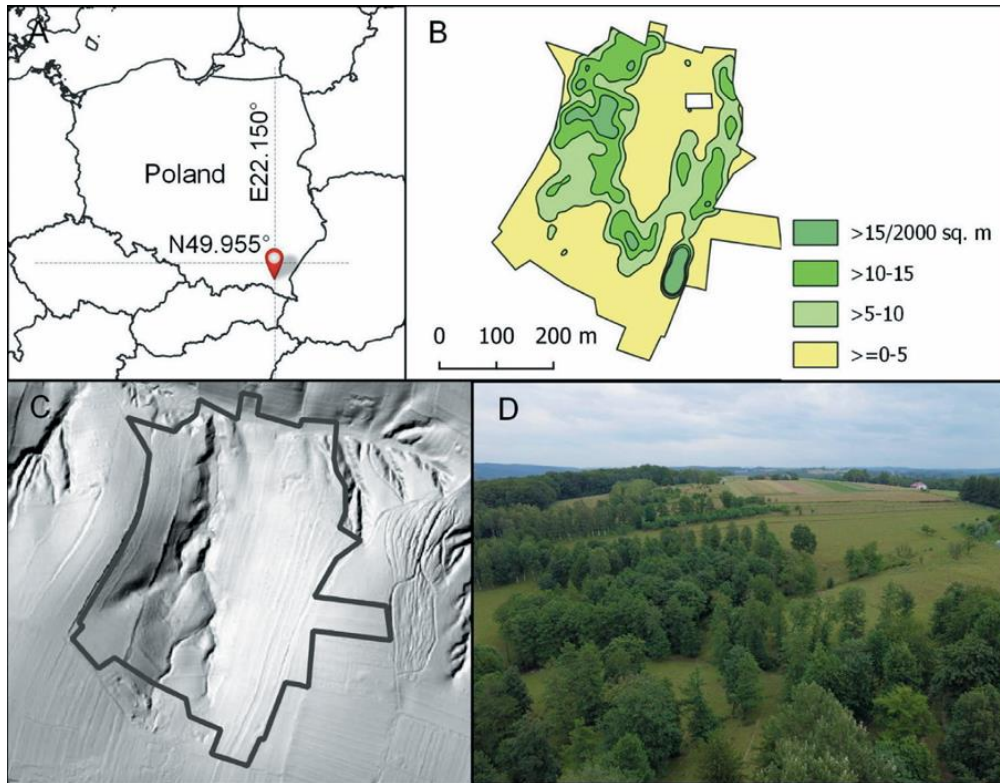 A
Poland
E22.150°
N49.955°
B
>15/2000 sq. m
>10-15
>5-10
>=0-5
0 100 200 m
C
D